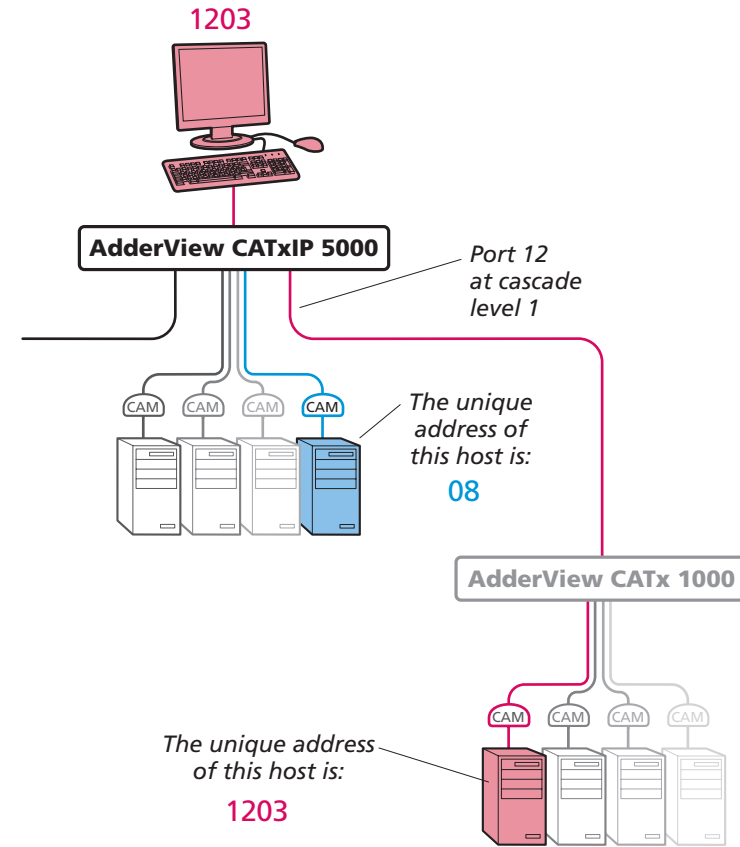 1203
AdderView CATxIP 5000
Port 12
at cascade
level 1
CAM
CAM
CAM
CAM
The unique
address of
this host is:
08
AdderView CATx 1000
CAM
CAM
CAM
CAM
The unique address
of this host is:
1203